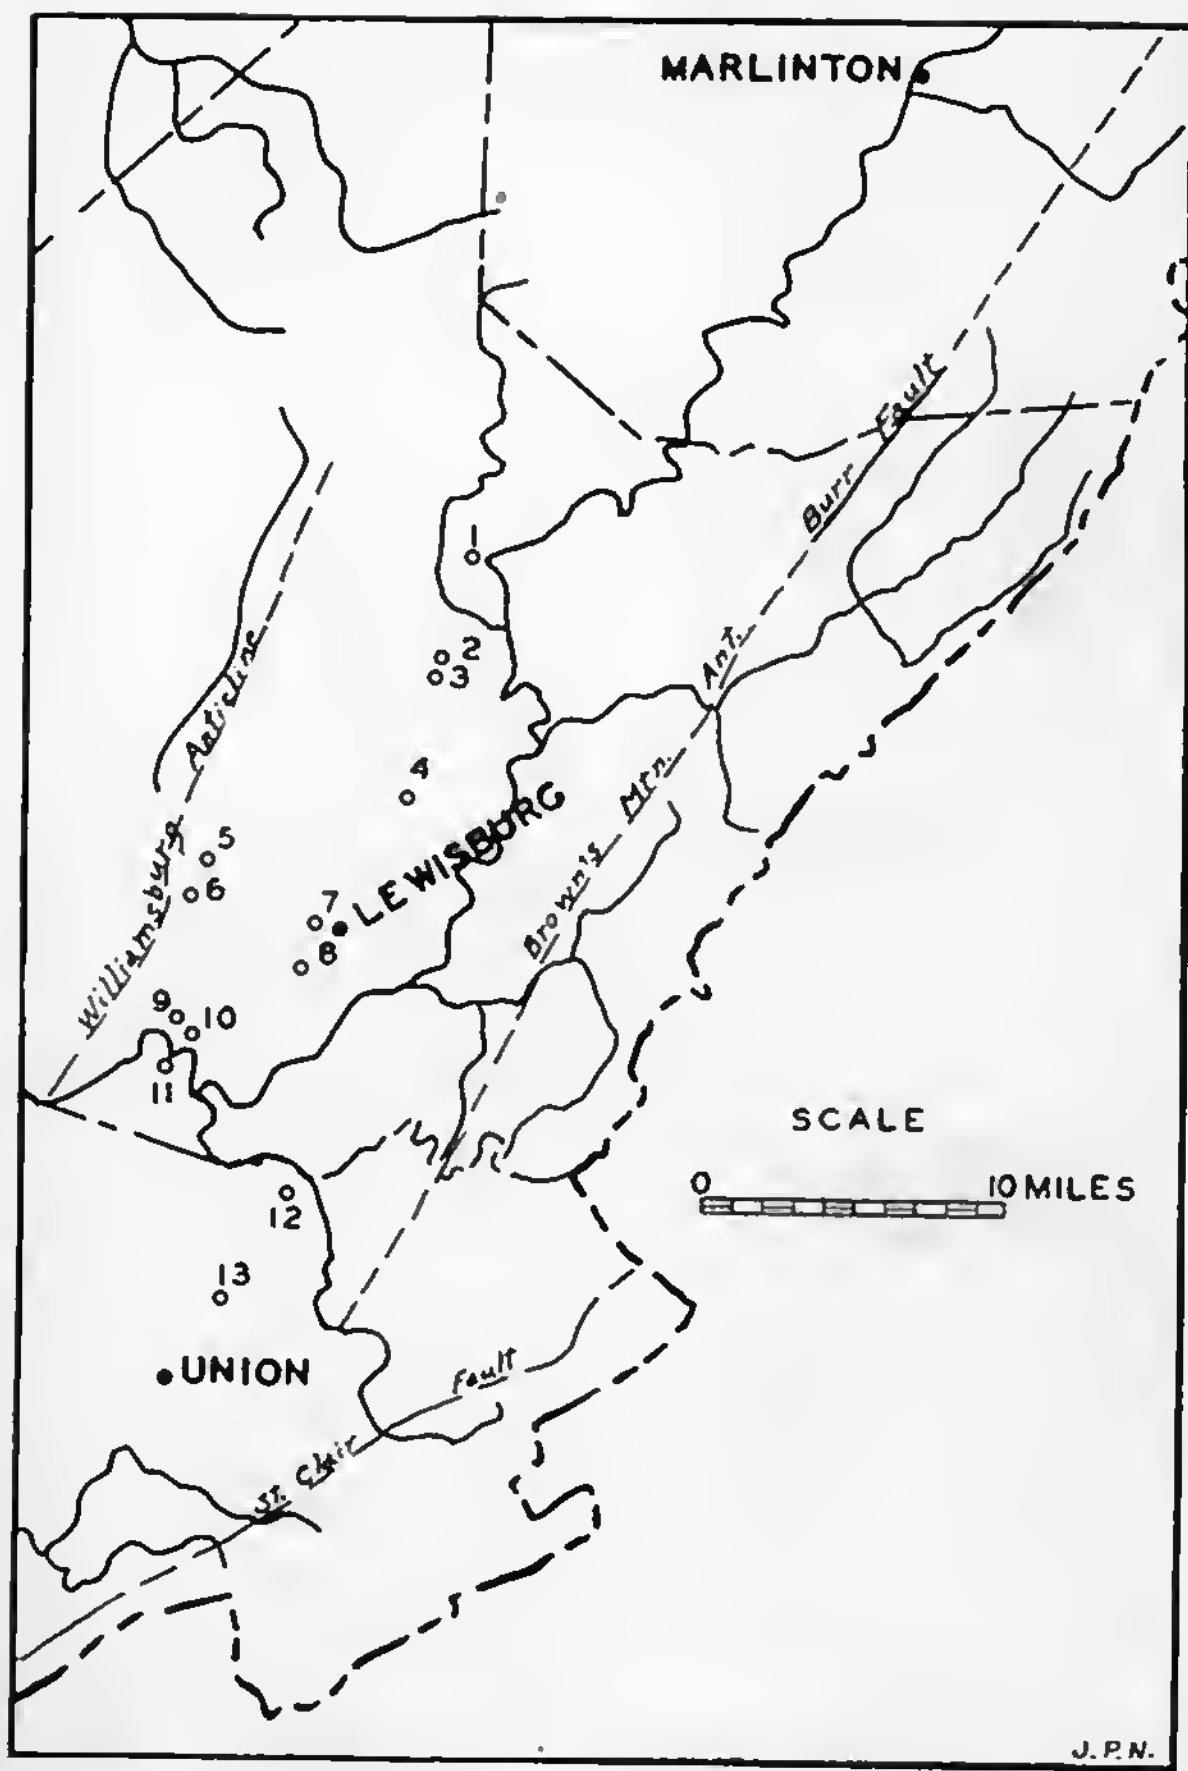 MARLINTON
Burr Fault
1
2
3
Ant.
Williamsburg Anticline
4
LEWISBURG
Brown's Mtn.
5
6
7
8
9
10
11
SCALE
0 10 MILES
12
13
UNION
St. Clair Fault
J.P.N.